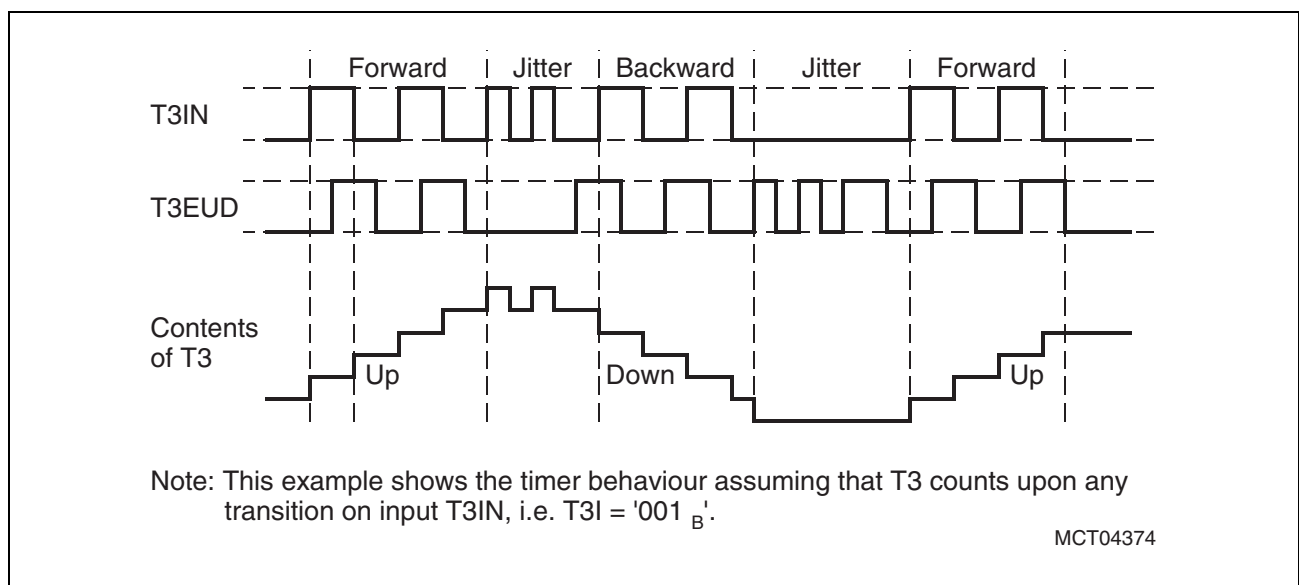 Forward Jitter Backward Jitter Forward
T3IN
T3EUD
Contents
of T3
Up Down Up
Note: This example shows the timer behaviour assuming that T3 counts upon any
transition on input T3IN, i.e. T3I = '001 B'.
MCT04374